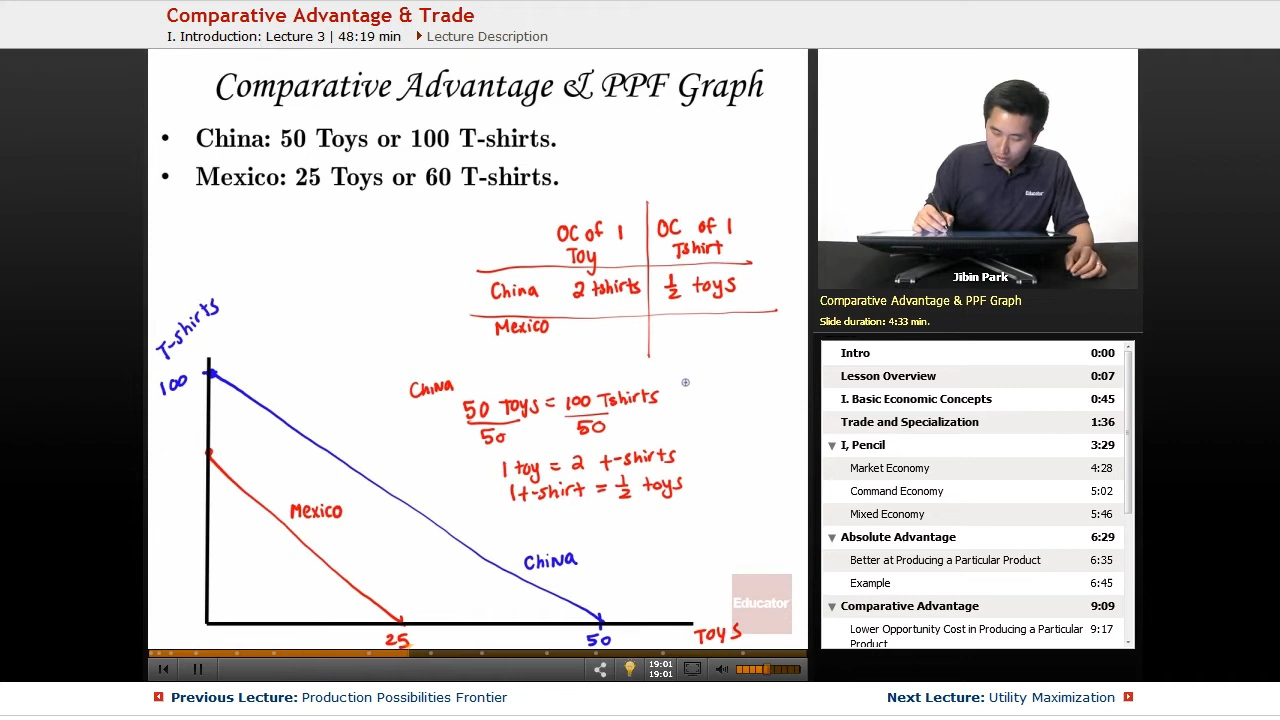 Comparative Advantage & Trade
I. Introduction: Lecture 3 | 48:19 min
Lecture Description
Comparative Advantage & PPF Graph
• China: 50 Toys or 100 T-shirts.
• Mexico: 25 Toys or 60 T-shirts.
OC of 1 Toy
OC of 1 Tshirt
China 2 tshirts 1/2 toys
Mexico
T-shirts
100
China
50 Toys = 100 Tshirts
50 50
1 toy = 2 t-shirts
1 t-shirt = 1/2 toys
Mexico
China
25
50
Toys
Educator
Educator
Jibin Park
Comparative Advantage & PPF Graph
Slide duration: 4:33 min.
Intro 0:00
Lesson Overview 0:07
I. Basic Economic Concepts 0:45
Trade and Specialization 1:36
I, Pencil 3:29
Market Economy 4:28
Command Economy 5:02
Mixed Economy 5:46
Absolute Advantage 6:29
Better at Producing a Particular Product 6:35
Example 6:45
Comparative Advantage 9:09
Lower Opportunity Cost in Producing a Particular 9:17
Product
19:01
19:01
Previous Lecture: Production Possibilities Frontier
Next Lecture: Utility Maximization